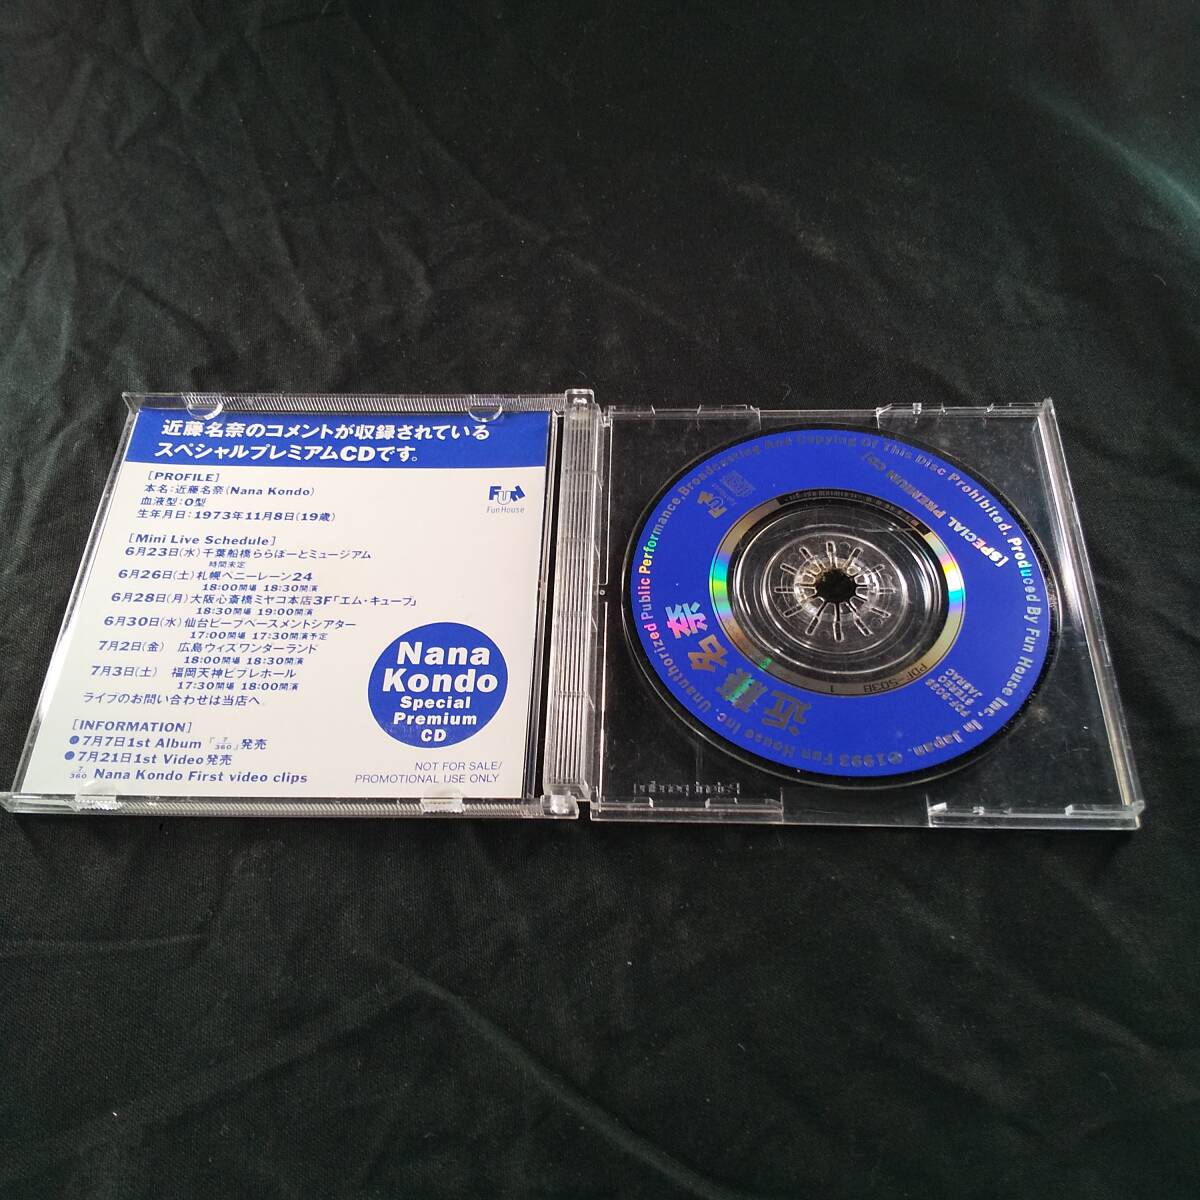 近藤名奈のコメントが収録されている
スペシャルプレミアムCDです。
[PROFILE]
本名:近藤名奈(Nana Kondo)
血液型:O型
生年月日:1973年11月8日(19歳)
FUN
Fun House
[Mini Live Schedule]
6月23日(水)千葉船橋ららぽーとミュージアム
時間未定
6月26日(土)札幌ペニーレーン24
18:00開場 18:30開演
6月28日(月)大阪心斎橋ミヤコ本店3F「エム・キューブ」
18:30開場 19:00開演
6月30日(水)仙台ビーブベースメントシアター
17:00開場 17:30開演予定
7月2日(金) 広島ウィズワンダーランド
18:00開場 18:30開演
7月3日(土) 福岡天神ビブレホール
17:30開場 18:00開演
ライブのお問い合わせは当店へ
[INFORMATION]
●7月7日1st Album「7/360」発売
●7月21日1st Video発売
7/360 Nana Kondo First video clips
Nana
Kondo
Special
Premium
CD
NOT FOR SALE/
PROMOTIONAL USE ONLY
近藤名奈
[SPECIAL PREMIUM CD]
FUN
PDF-5038
STEREO
JASRAC
PDF-5038 1
Unauthorized Public Performance, Broadcasting And Copying Of This Disc Prohibited. Produced By Fun House Inc. In Japan. ℗1993 Fun House Inc.